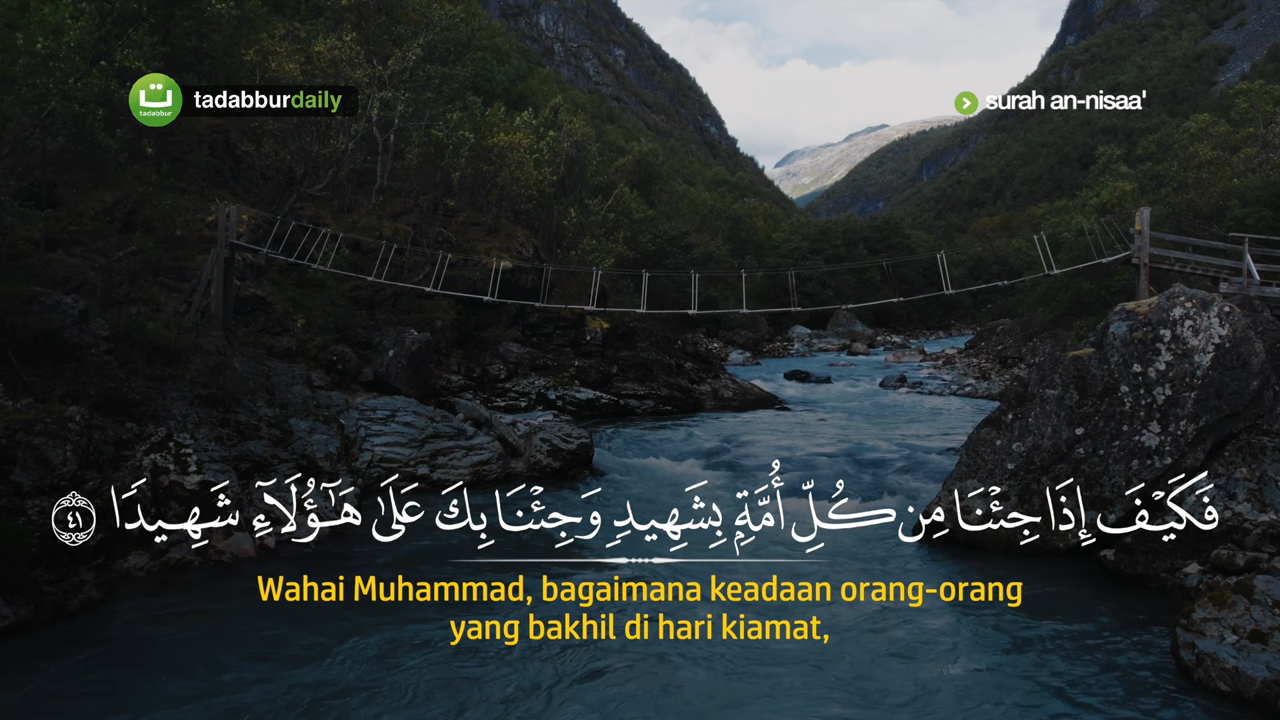 ت
tadabbur
tadabburdaily
surah an-nisaa'
فَكَيْفَ إِذَا جِئْنَا مِن كُلِّ أُمَّةٍۭ بِشَهِيدٍ وَجِئْنَا بِكَ عَلَىٰ هَٰٓؤُلَآءِ شَهِيدًا ٤١
Wahai Muhammad, bagaimana keadaan orang-orang
yang bakhil di hari kiamat,